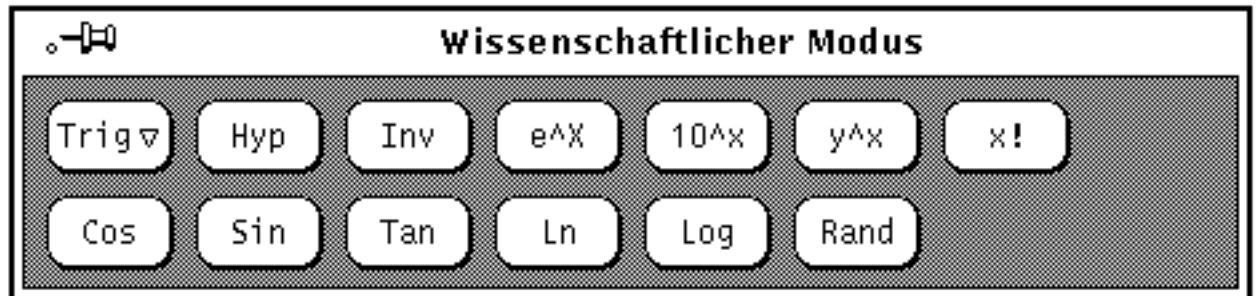 Wissenschaftlicher Modus
Trig Hyp Inv e^X 10^x y^x x!
Cos Sin Tan Ln Log Rand